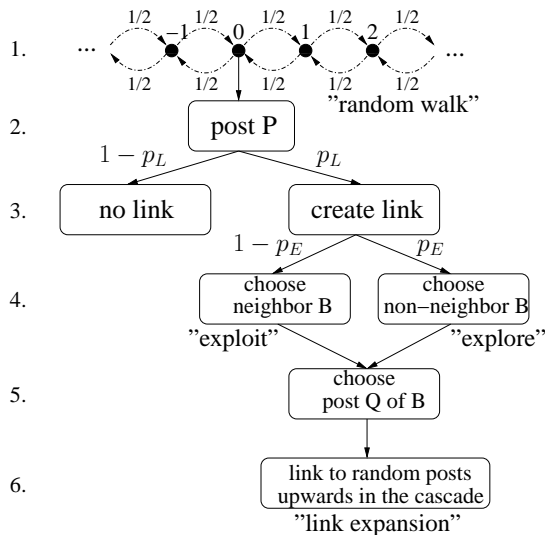 1/2 1/2 1/2 1/2 1/2
1. ... −1 0 1 2 ...
1/2 1/2 1/2 1/2 1/2
"random walk"
2. post P
1 − p_L p_L
3. no link create link
1 − p_E p_E
4. choose neighbor B choose non−neighbor B
"exploit" "explore"
5. choose
post Q of B
6. link to random posts
upwards in the cascade
"link expansion"